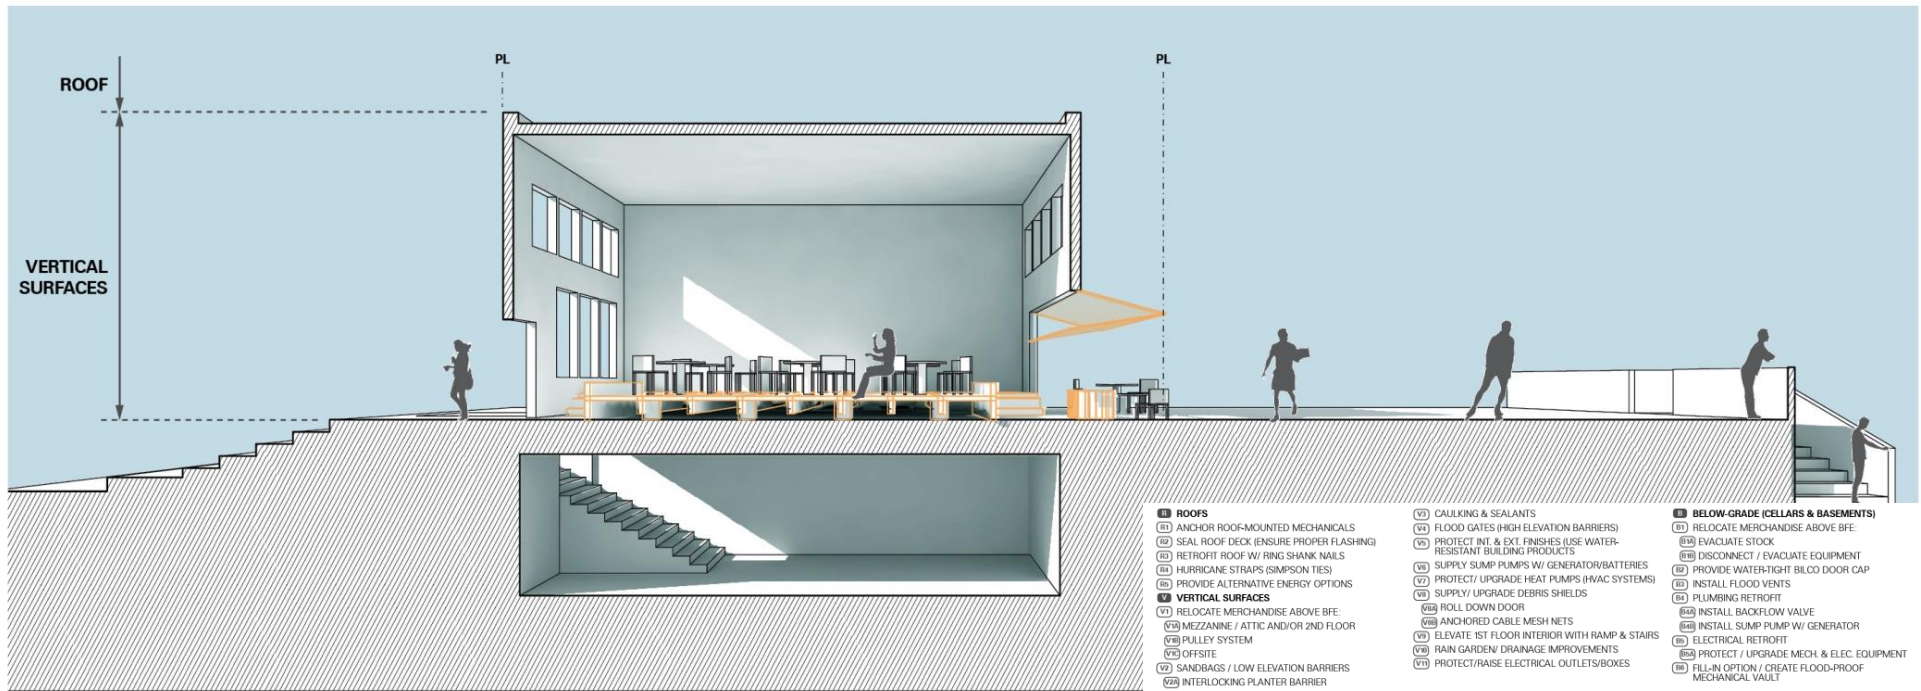 PL
PL
ROOF
VERTICAL
SURFACES
R ROOFS
R1 ANCHOR ROOF-MOUNTED MECHANICALS
R2 SEAL ROOF DECK (ENSURE PROPER FLASHING)
R3 RETROFIT ROOF W/ RING SHANK NAILS
R4 HURRICANE STRAPS (SIMPSON TIES)
R5 PROVIDE ALTERNATIVE ENERGY OPTIONS
V VERTICAL SURFACES
V1 RELOCATE MERCHANDISE ABOVE BFE:
V1A MEZZANINE / ATTIC AND/OR 2ND FLOOR
V1B PULLEY SYSTEM
V1C OFFSITE
V2 SANDBAGS / LOW ELEVATION BARRIERS
V2A INTERLOCKING PLANTER BARRIER
V3 CAULKING & SEALANTS
V4 FLOOD GATES (HIGH ELEVATION BARRIERS)
V5 PROTECT INT. & EXT. FINISHES (USE WATER-
RESISTANT BUILDING PRODUCTS
V6 SUPPLY SUMP PUMPS W/ GENERATOR/BATTERIES
V7 PROTECT/ UPGRADE HEAT PUMPS (HVAC SYSTEMS)
V8 SUPPLY/ UPGRADE DEBRIS SHIELDS
V8A ROLL DOWN DOOR
V8B ANCHORED CABLE MESH NETS
V9 ELEVATE 1ST FLOOR INTERIOR WITH RAMP & STAIRS
V10 RAIN GARDEN/ DRAINAGE IMPROVEMENTS
V11 PROTECT/RAISE ELECTRICAL OUTLETS/BOXES
B BELOW-GRADE (CELLARS & BASEMENTS)
B1 RELOCATE MERCHANDISE ABOVE BFE:
B1A EVACUATE STOCK
B1B DISCONNECT / EVACUATE EQUIPMENT
B2 PROVIDE WATER-TIGHT BILCO DOOR CAP
B3 INSTALL FLOOD VENTS
B4 PLUMBING RETROFIT
B4A INSTALL BACKFLOW VALVE
B4B INSTALL SUMP PUMP W/ GENERATOR
B5 ELECTRICAL RETROFIT
B5A PROTECT / UPGRADE MECH. & ELEC. EQUIPMENT
B6 FILL-IN OPTION / CREATE FLOOD-PROOF
MECHANICAL VAULT